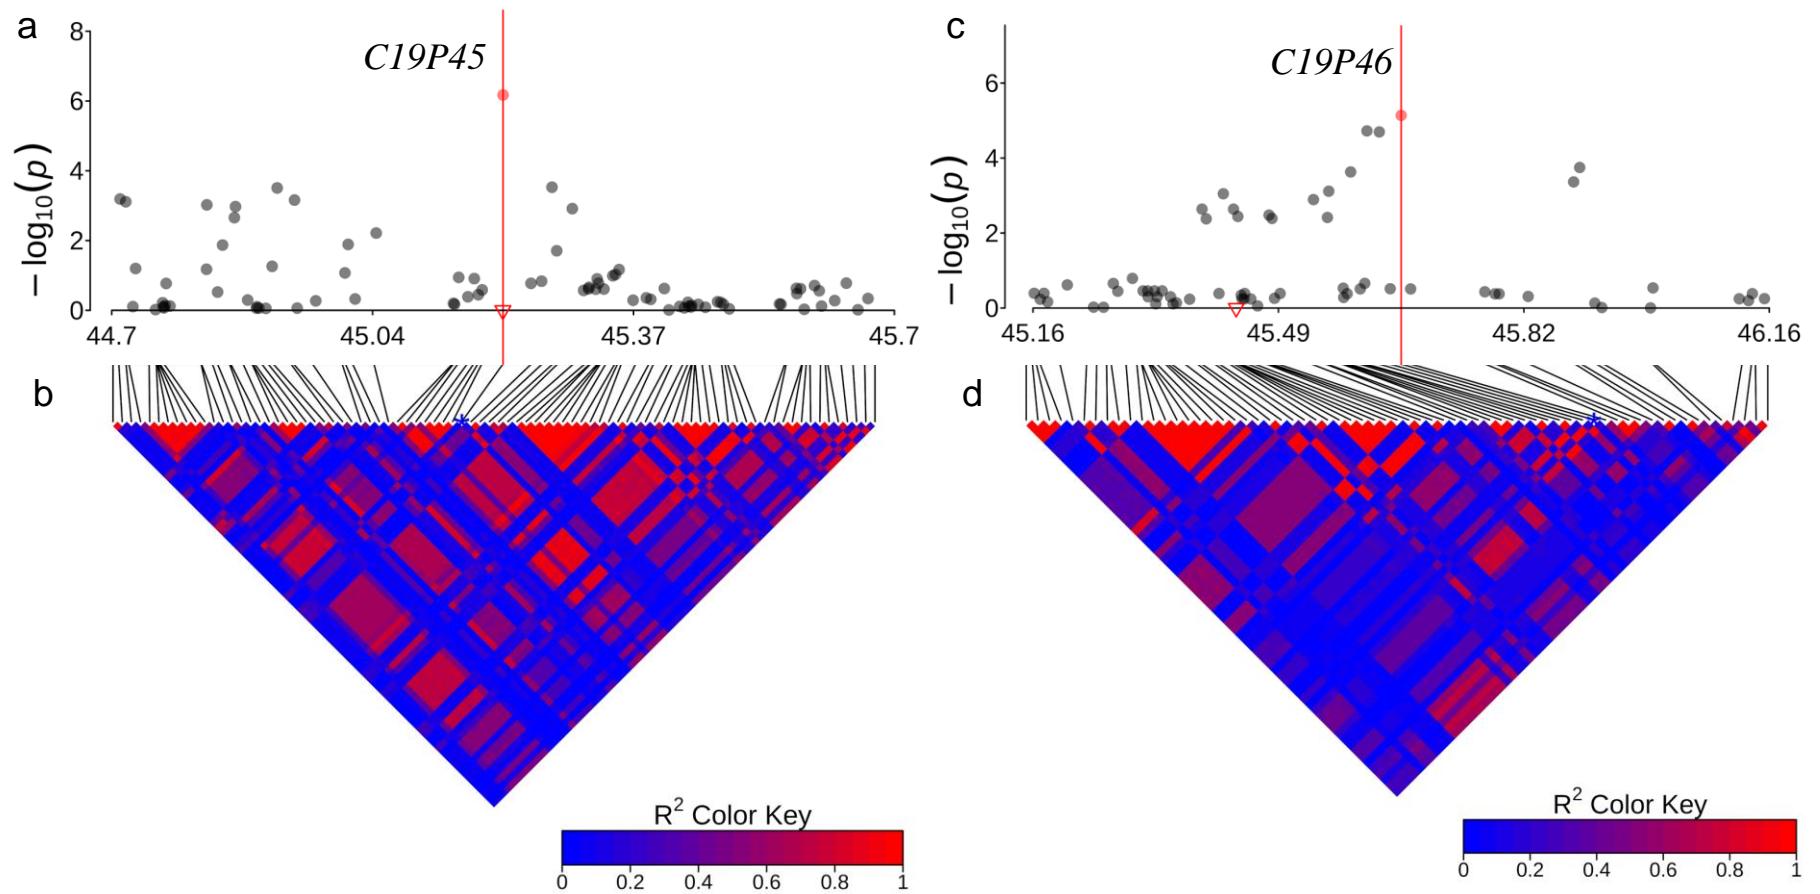 a
8
6
4
2
0
− log10(p)
C19P45
44.7 45.04 45.37 45.7
b
R2 Color Key
0 0.2 0.4 0.6 0.8 1
c
6
4
2
0
− log10(p)
C19P46
45.16 45.49 45.82 46.16
d
*
*
R2 Color Key
0 0.2 0.4 0.6 0.8 1